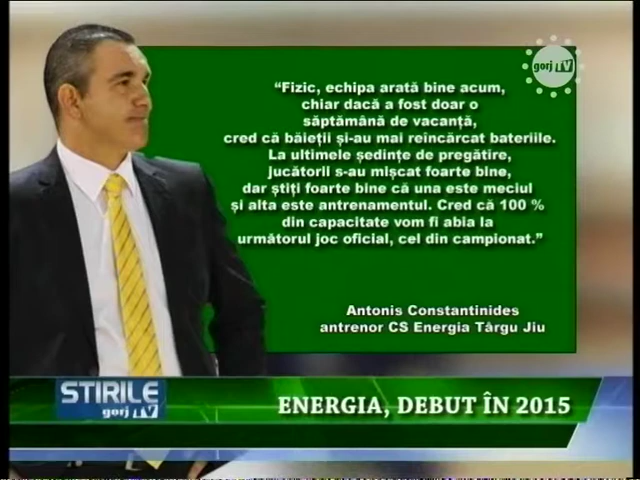 gorj TV
“Fizic, echipa arată bine acum,
chiar dacă a fost doar o
săptămână de vacanță,
cred că băieții și-au mai reîncărcat bateriile.
La ultimele ședințe de pregătire,
jucătorii s-au mișcat foarte bine,
dar știți foarte bine că una este meciul
și alta este antrenamentul. Cred că 100 %
din capacitate vom fi abia la
următorul joc oficial, cel din campionat.”
Antonis Constantinides
antrenor CS Energia Târgu Jiu
STIRILE
gorj TV
ENERGIA, DEBUT ÎN 2015